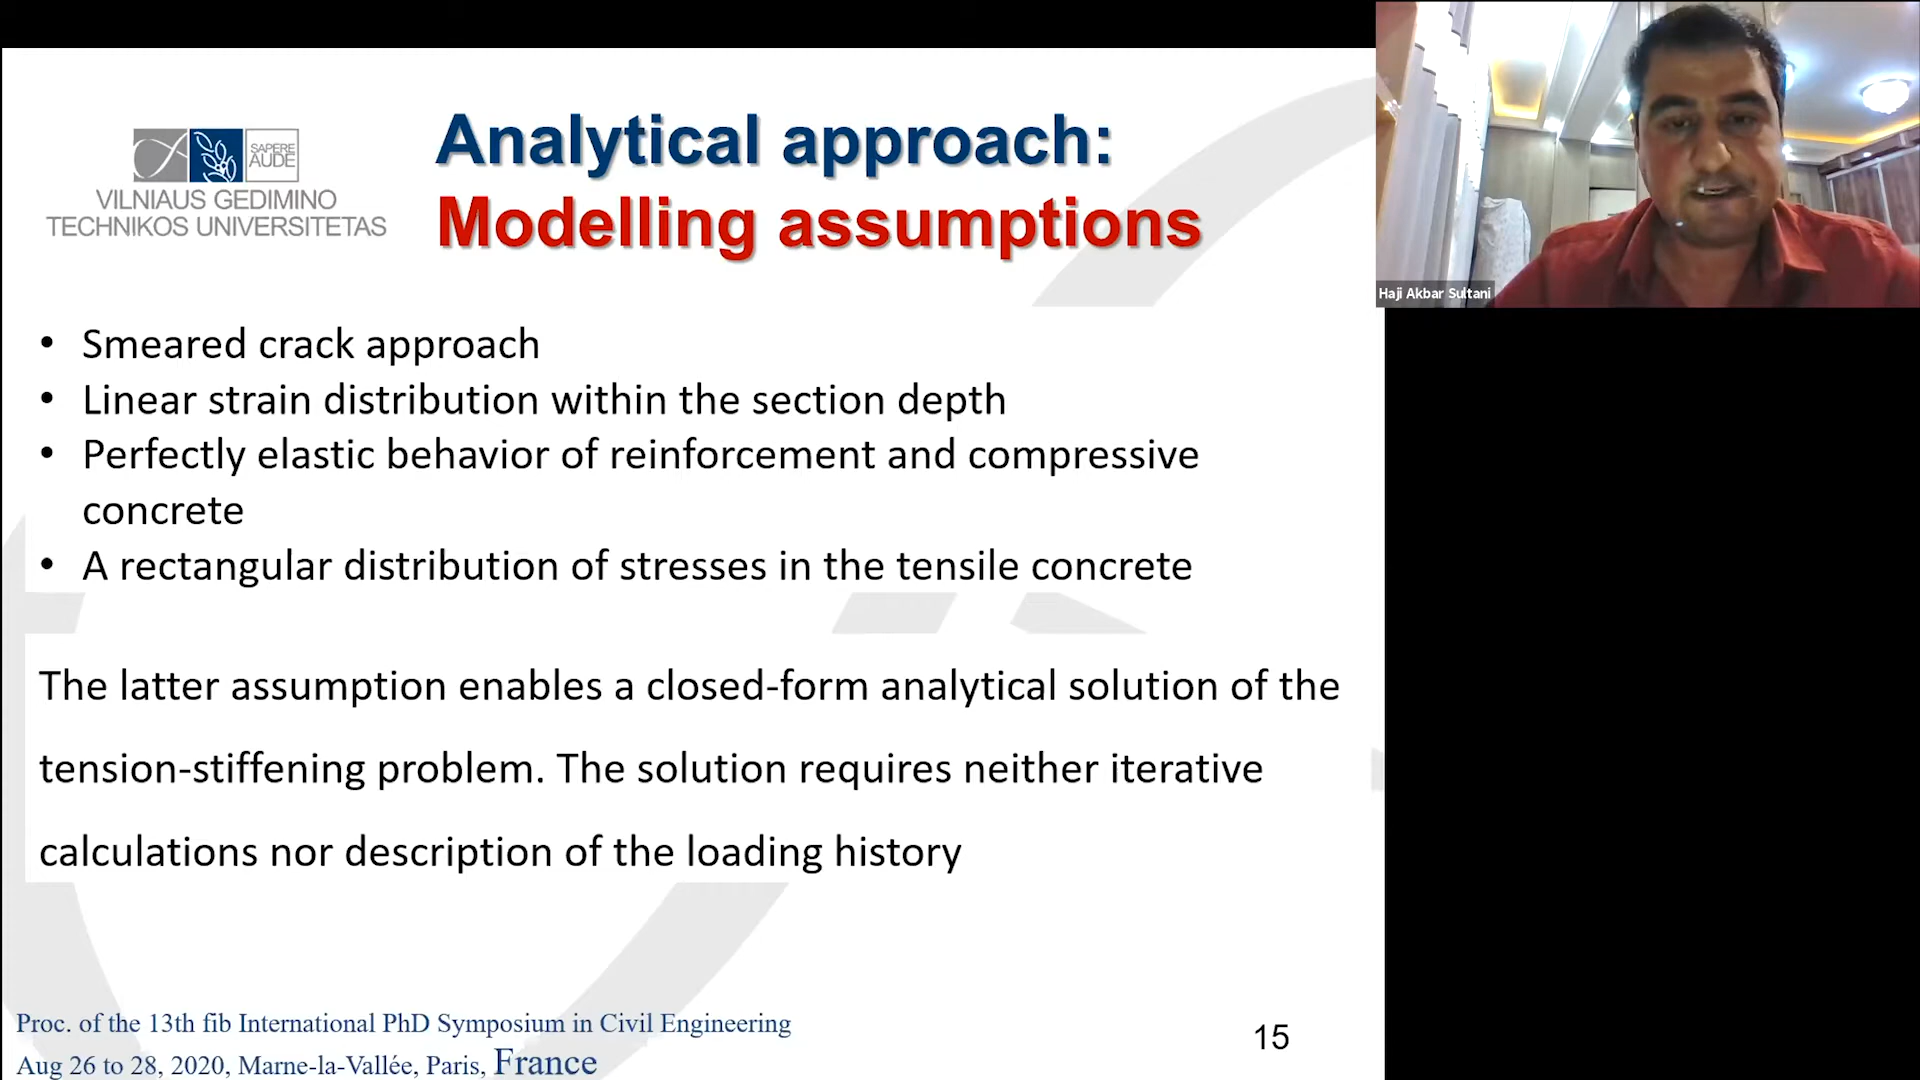 SAPERE
AUDE
VILNIAUS GEDIMINO
TECHNIKOS UNIVERSITETAS
Analytical approach:
Modelling assumptions
Haji Akbar Sultani
• Smeared crack approach
• Linear strain distribution within the section depth
• Perfectly elastic behavior of reinforcement and compressive
concrete
• A rectangular distribution of stresses in the tensile concrete
The latter assumption enables a closed-form analytical solution of the
tension-stiffening problem. The solution requires neither iterative
calculations nor description of the loading history
Proc. of the 13th fib International PhD Symposium in Civil Engineering
Aug 26 to 28, 2020, Marne-la-Vallée, Paris, France
15